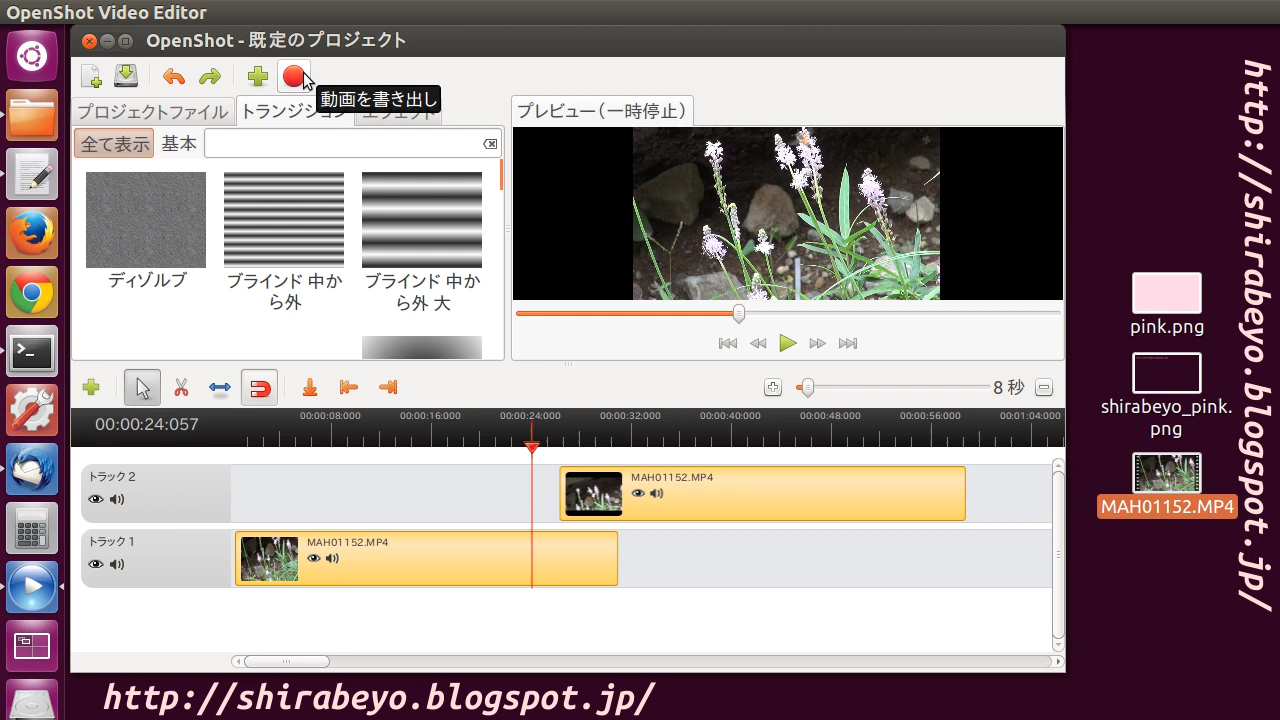 OpenShot Video Editor
OpenShot - 既定のプロジェクト
動画を書き出し
プロジェクトファイル
トランジション
エフェクト
プレビュー（一時停止）
全て表示
基本
ディゾルブ
ブラインド 中か
ら外
ブラインド 中か
ら外 大
8 秒
00:00:24:057
00:00:08:000
00:00:16:000
00:00:24:000
00:00:32:000
00:00:40:000
00:00:48:000
00:00:56:000
00:01:04:000
トラック 2
MAH01152.MP4
トラック 1
MAH01152.MP4
pink.png
shirabeyo_pink.
png
MAH01152.MP4
http://shirabeyo.blogspot.jp/
http://shirabeyo.blogspot.jp/